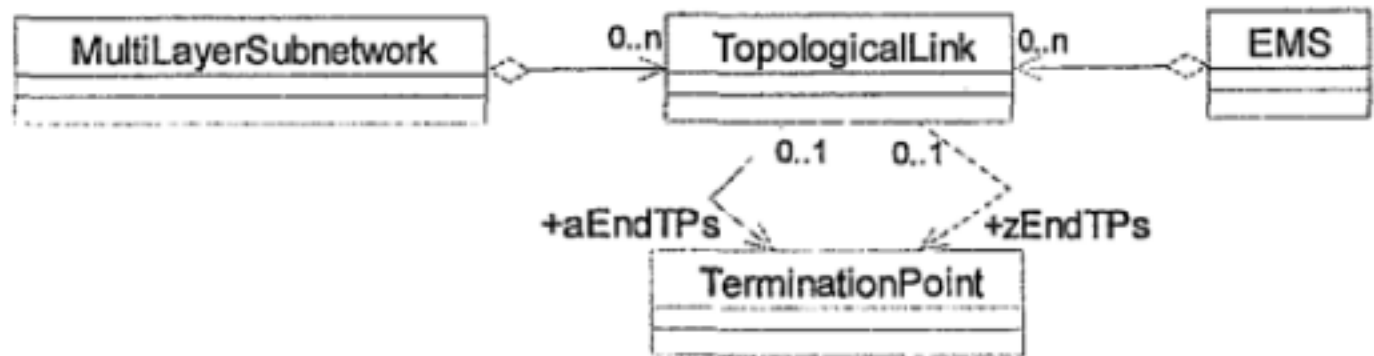 MultiLayerSubnetwork
0..n
TopologicalLink
0..n
EMS
0..1
0..1
+aEndTPs
+zEndTPs
TerminationPoint